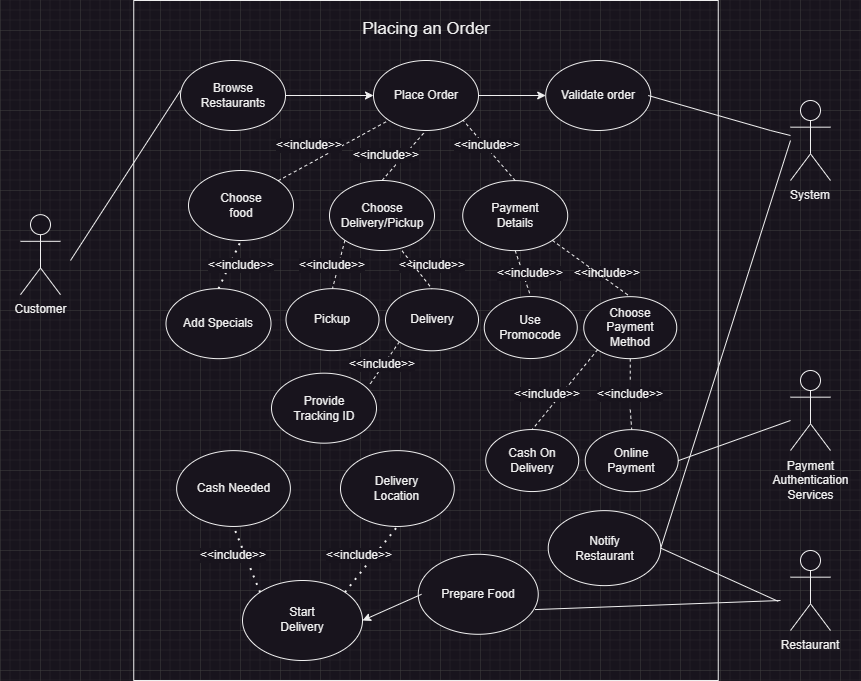 Placing an Order
Browse
Restaurants
Place Order
Validate order
<<include>>
<<include>>
<<include>>
System
Choose
food
Choose
Delivery/Pickup
Payment
Details
Customer
<<include>>
<<include>>
<<include>>
<<include>>
<<include>>
Add Specials
Pickup
Delivery
Use
Promocode
Choose
Payment
Method
<<include>>
<<include>>
<<include>>
Provide
Tracking ID
Cash On
Delivery
Online
Payment
Payment
Authentication
Services
Cash Needed
Delivery
Location
<<include>>
<<include>>
Notify
Restaurant
Prepare Food
Start
Delivery
Restaurant